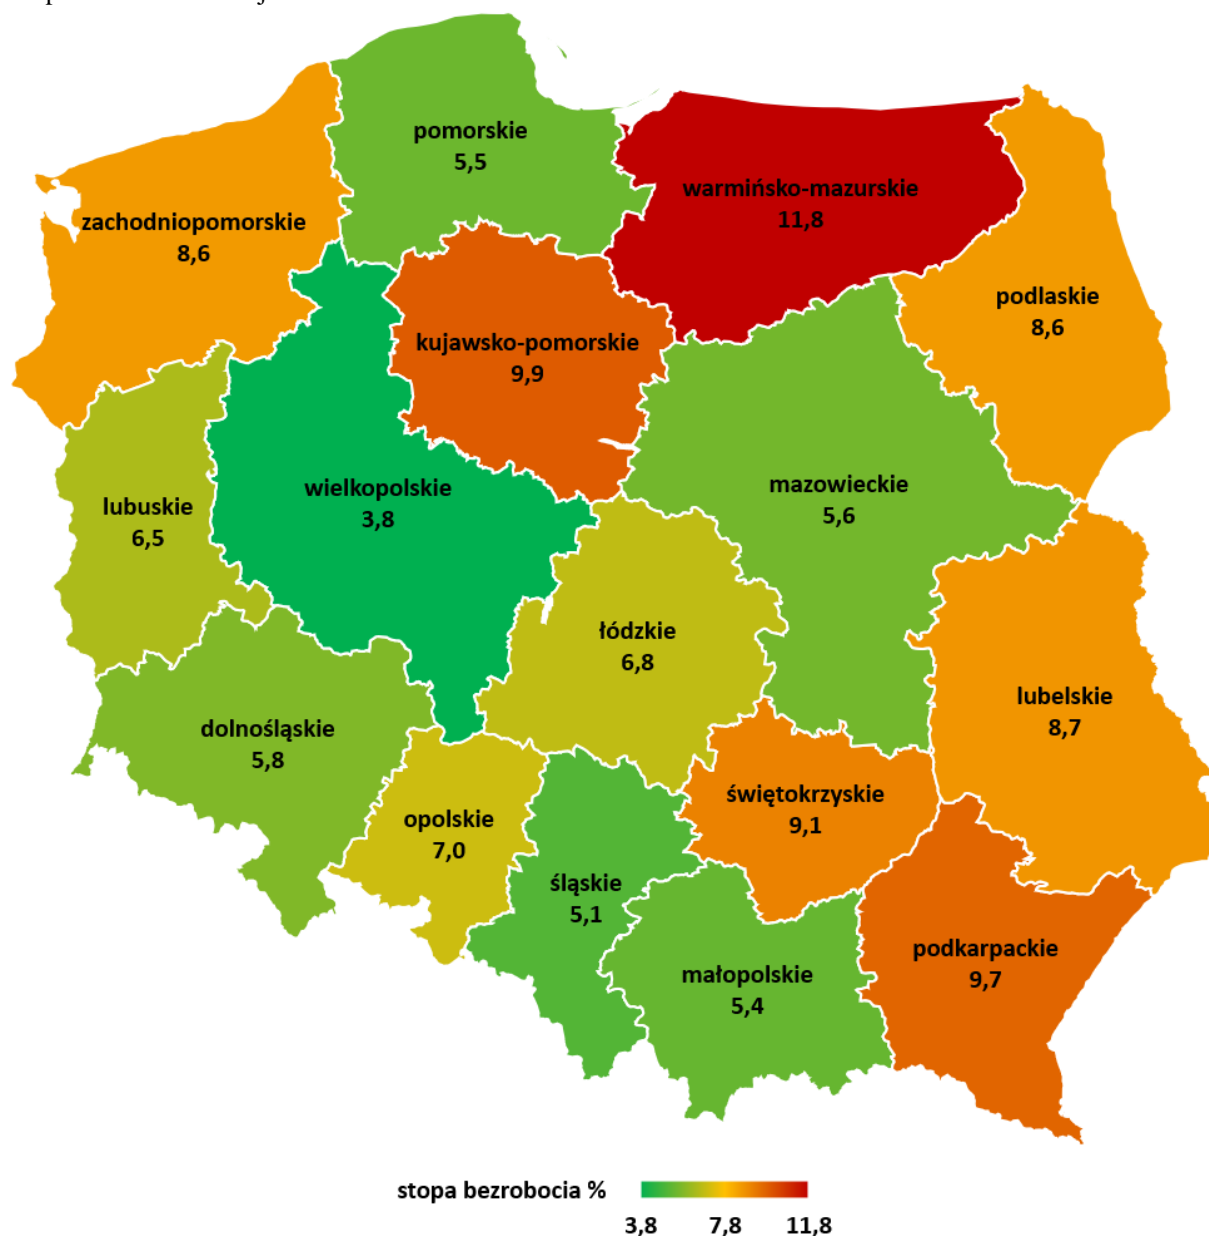 pomorskie
5,5
warmińsko-mazurskie
11,8
zachodniopomorskie
8,6
podlaskie
8,6
kujawsko-pomorskie
9,9
wielkopolskie
3,8
mazowieckie
5,6
lubuskie
6,5
łódzkie
6,8
lubelskie
8,7
dolnośląskie
5,8
świętokrzyskie
9,1
opolskie
7,0
śląskie
5,1
podkarpackie
9,7
małopolskie
5,4
stopa bezrobocia %
3,8 7,8 11,8